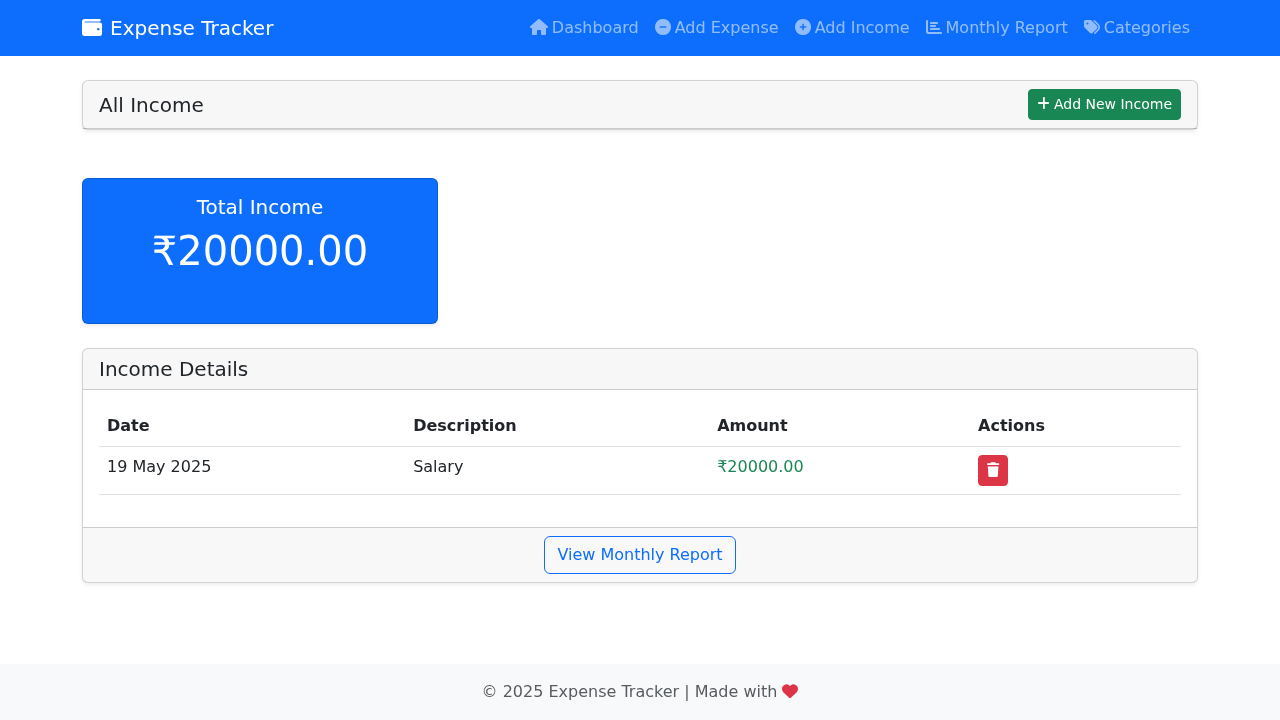 Expense Tracker
Dashboard
Add Expense
Add Income
Monthly Report
Categories
All Income
+ Add New Income
Total Income
₹20000.00
Income Details
Date Description Amount Actions
19 May 2025 Salary ₹20000.00
View Monthly Report
© 2025 Expense Tracker | Made with